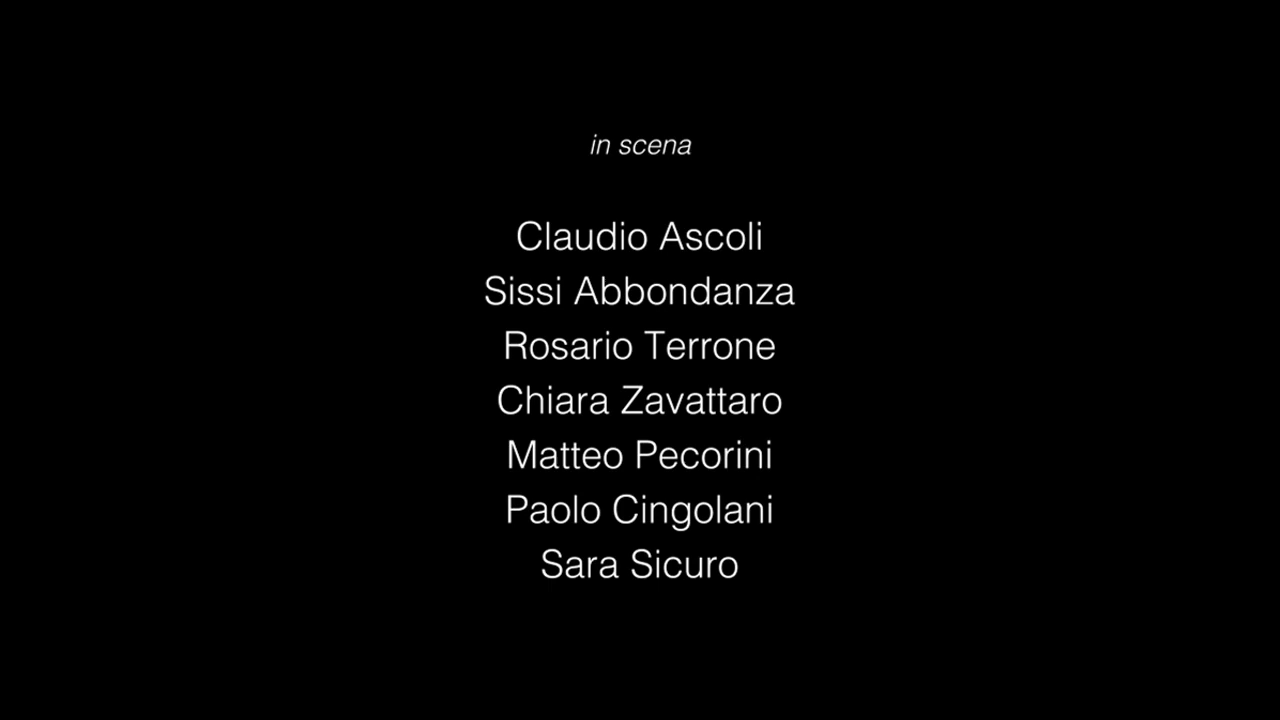 in scena
Claudio Ascoli
Sissi Abbondanza
Rosario Terrone
Chiara Zavattaro
Matteo Pecorini
Paolo Cingolani
Sara Sicuro